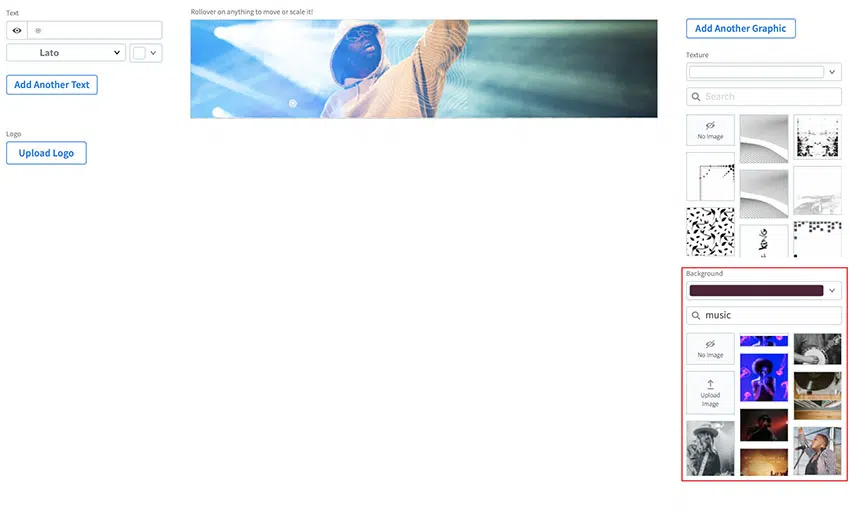 Text
Lato
Add Another Text
Logo
Upload Logo
Rollover on anything to move or scale it!
Add Another Graphic
Texture
Search
No Image
Background
music
No Image
Upload
Image